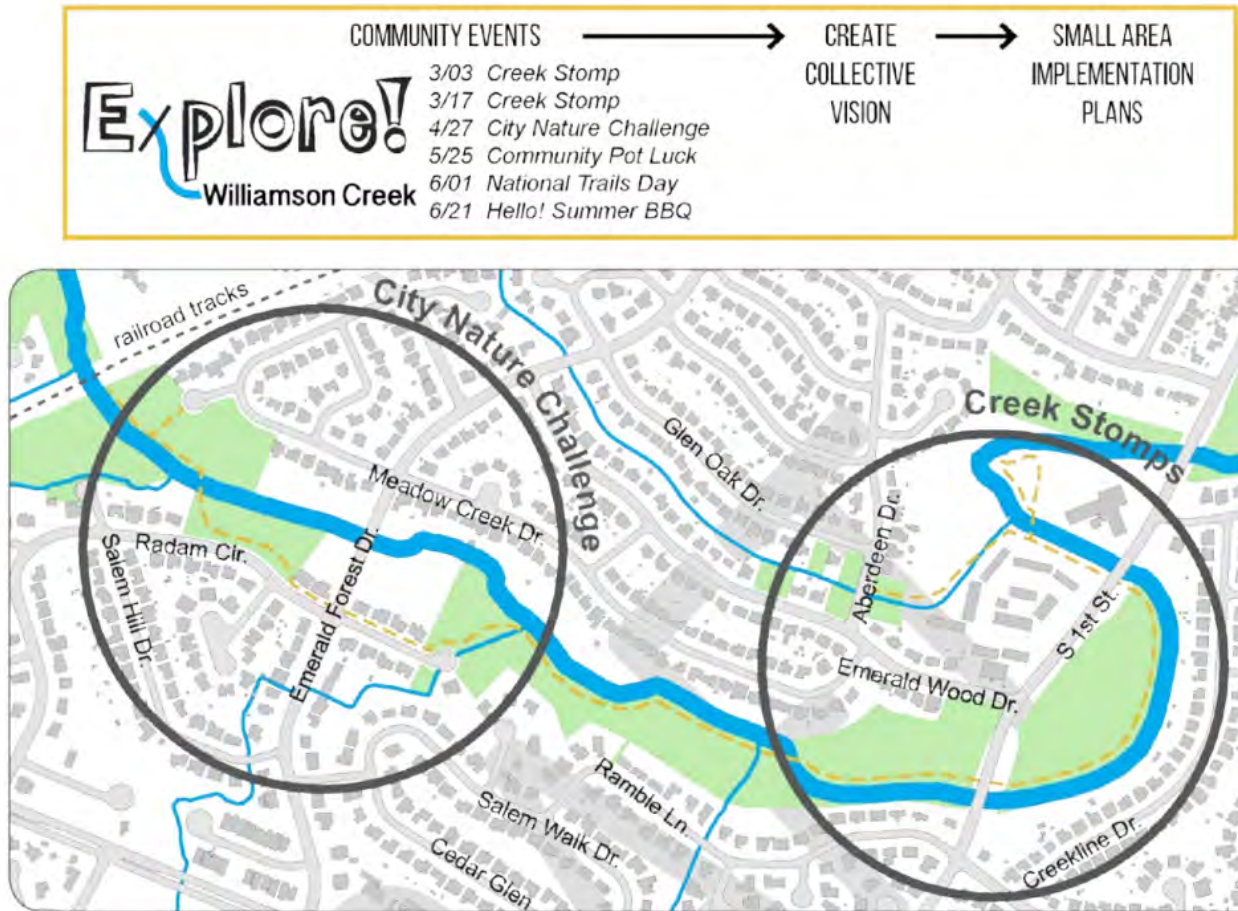 COMMUNITY EVENTS
CREATE
COLLECTIVE
VISION
SMALL AREA
IMPLEMENTATION
PLANS
Explore!
Williamson Creek
3/03 Creek Stomp
3/17 Creek Stomp
4/27 City Nature Challenge
5/25 Community Pot Luck
6/01 National Trails Day
6/21 Hello! Summer BBQ
railroad tracks
City Nature Challenge
Creek Stomps
Glen Oak Dr.
Meadow Creek Dr.
Aberdeen Dr.
Radam Cir.
Salem Hill Dr.
Emerald Forest Dr.
S 1st St.
Emerald Wood Dr.
Ramble Ln.
Salem Walk Dr.
Cedar Glen
Creekline Dr.